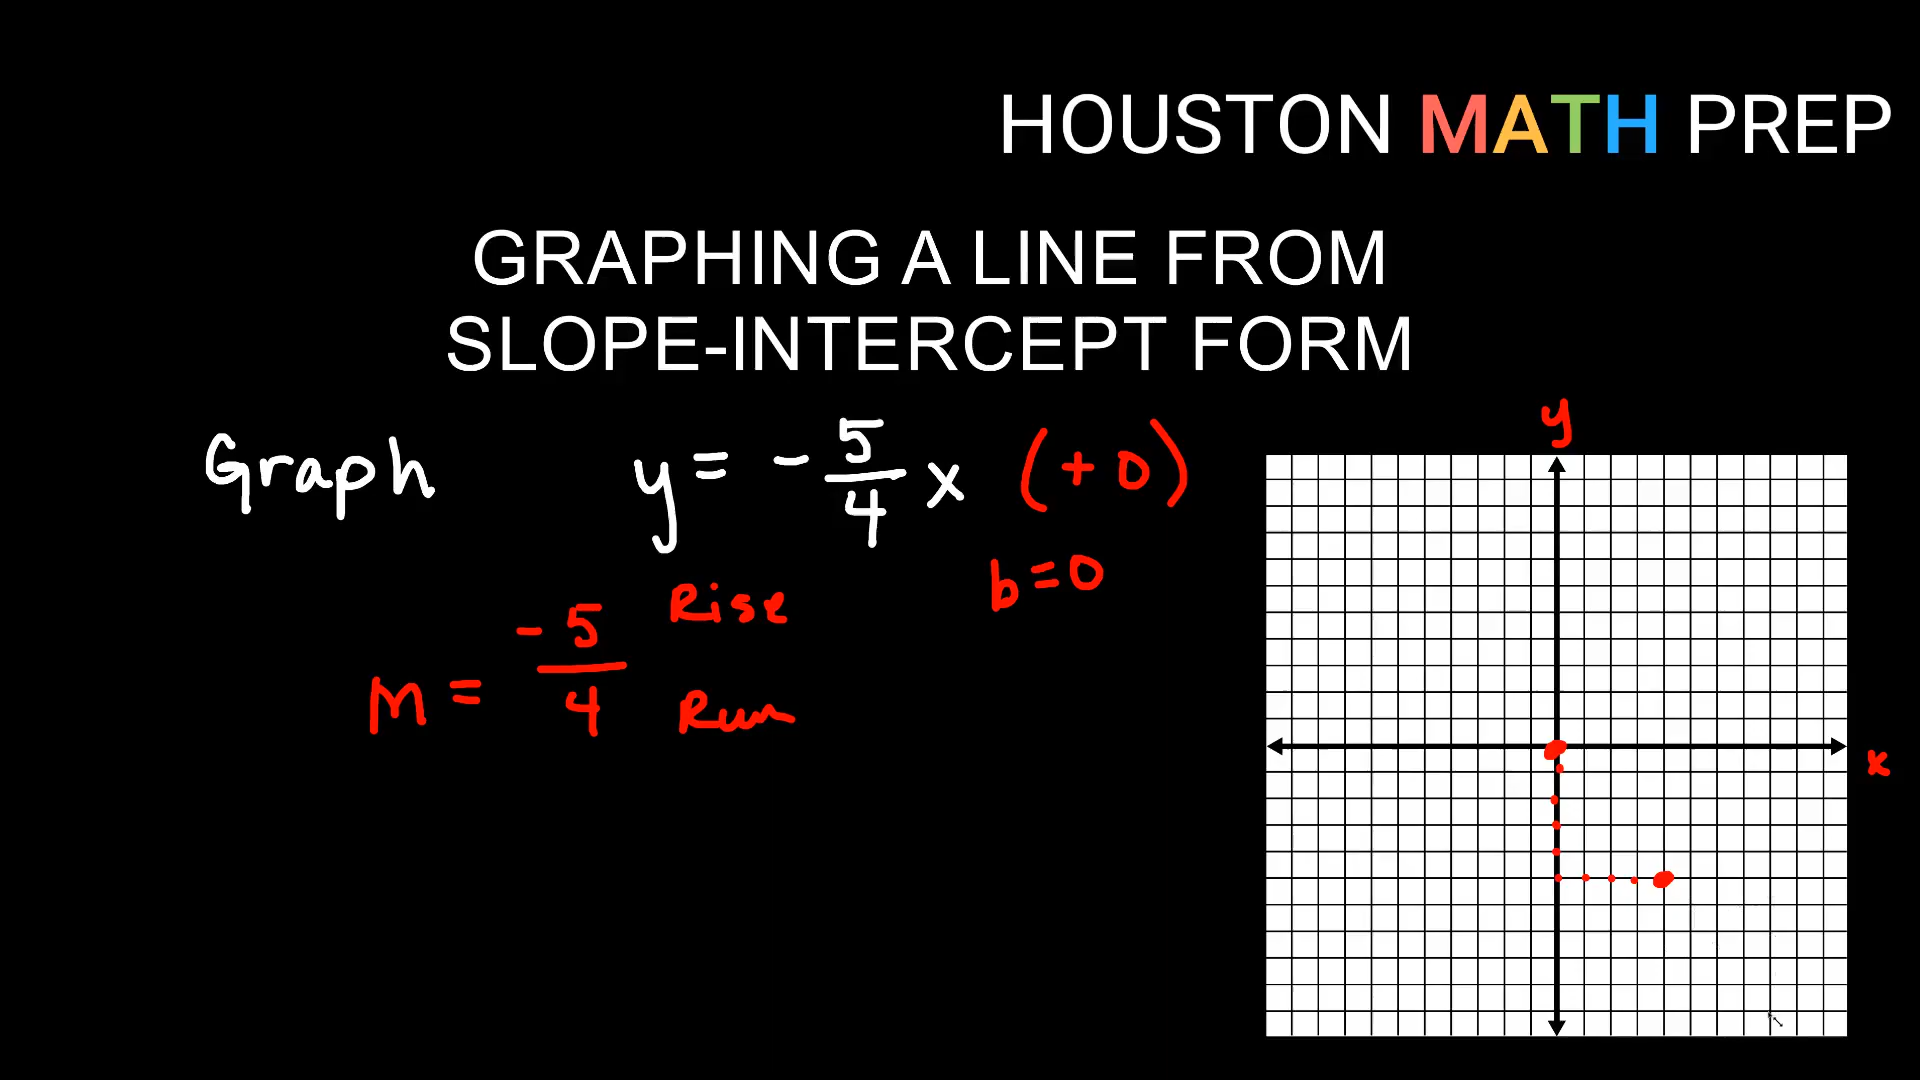 HOUSTON MATH PREP
GRAPHING A LINE FROM
SLOPE-INTERCEPT FORM
Graph y = -5/4 x (+0)
b=0
M = -5/4 Rise Run
y
x